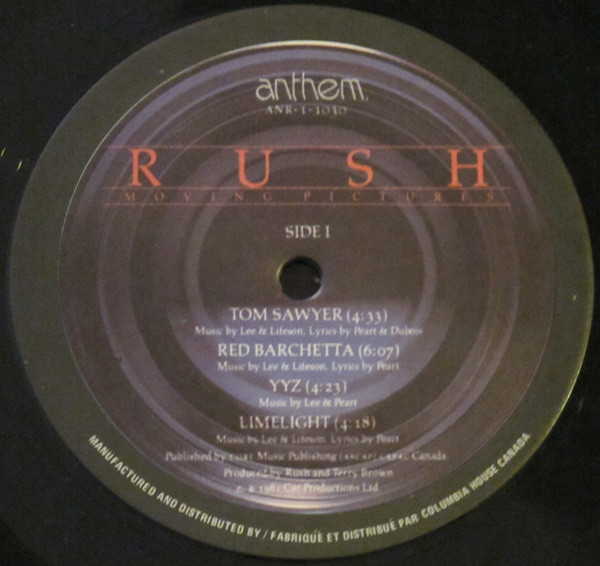 anthem.
ANR-1-1030
RUSH
MOVING PICTURES
SIDE I
TOM SAWYER (4:33)
Music by Lee & Lifeson, Lyrics by Peart & Dubois
RED BARCHETTA (6:07)
Music by Lee & Lifeson, Lyrics by Peart
YYZ (4:23)
Music by Lee & Peart
LIMELIGHT (4:18)
Music by Lee & Lifeson, Lyrics by Peart
Published by Music Publishing Canada
Produced by Rush and Terry Brown
1981 Productions Ltd.
MANUFACTURED AND DISTRIBUTED BY / FABRIQUÉ ET DISTRIBUÉ PAR COLUMBIA HOUSE CANADA